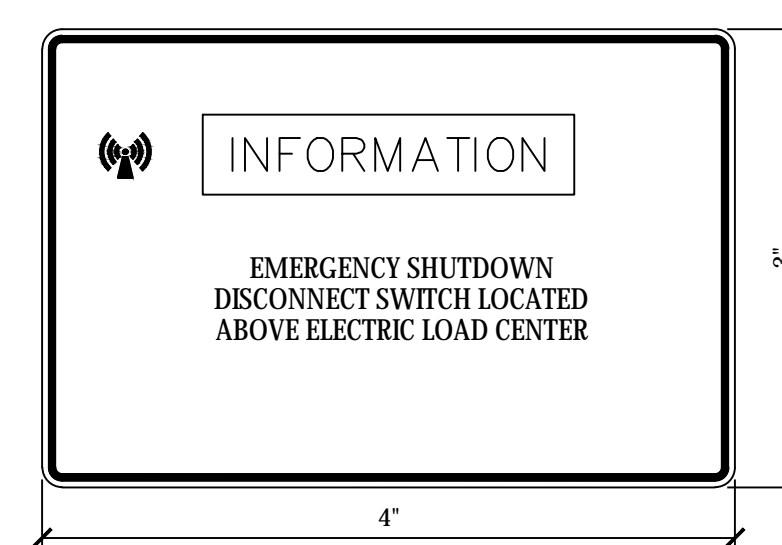 INFORMATION
EMERGENCY SHUTDOWN
DISCONNECT SWITCH LOCATED
ABOVE ELECTRIC LOAD CENTER
4"